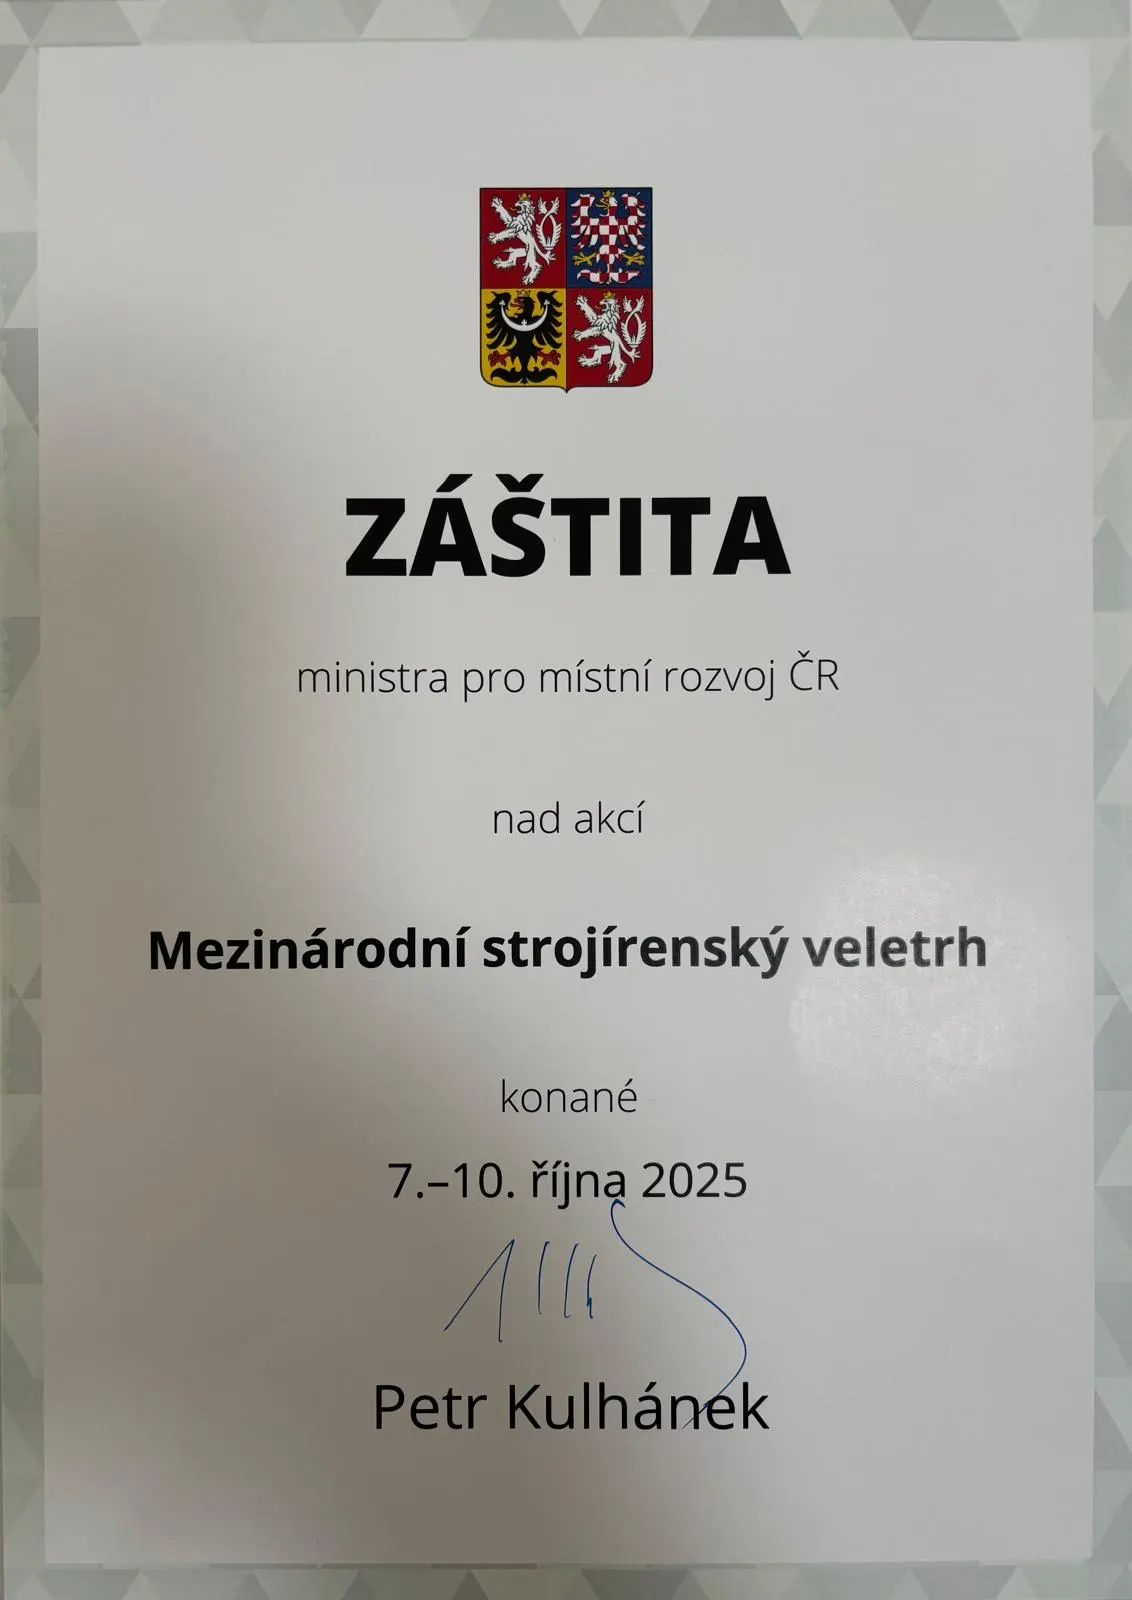 ZÁŠTITA
ministra pro místní rozvoj ČR
nad akcí
Mezinárodní strojírenský veletrh
konané
7.–10. října 2025
Petr Kulhánek